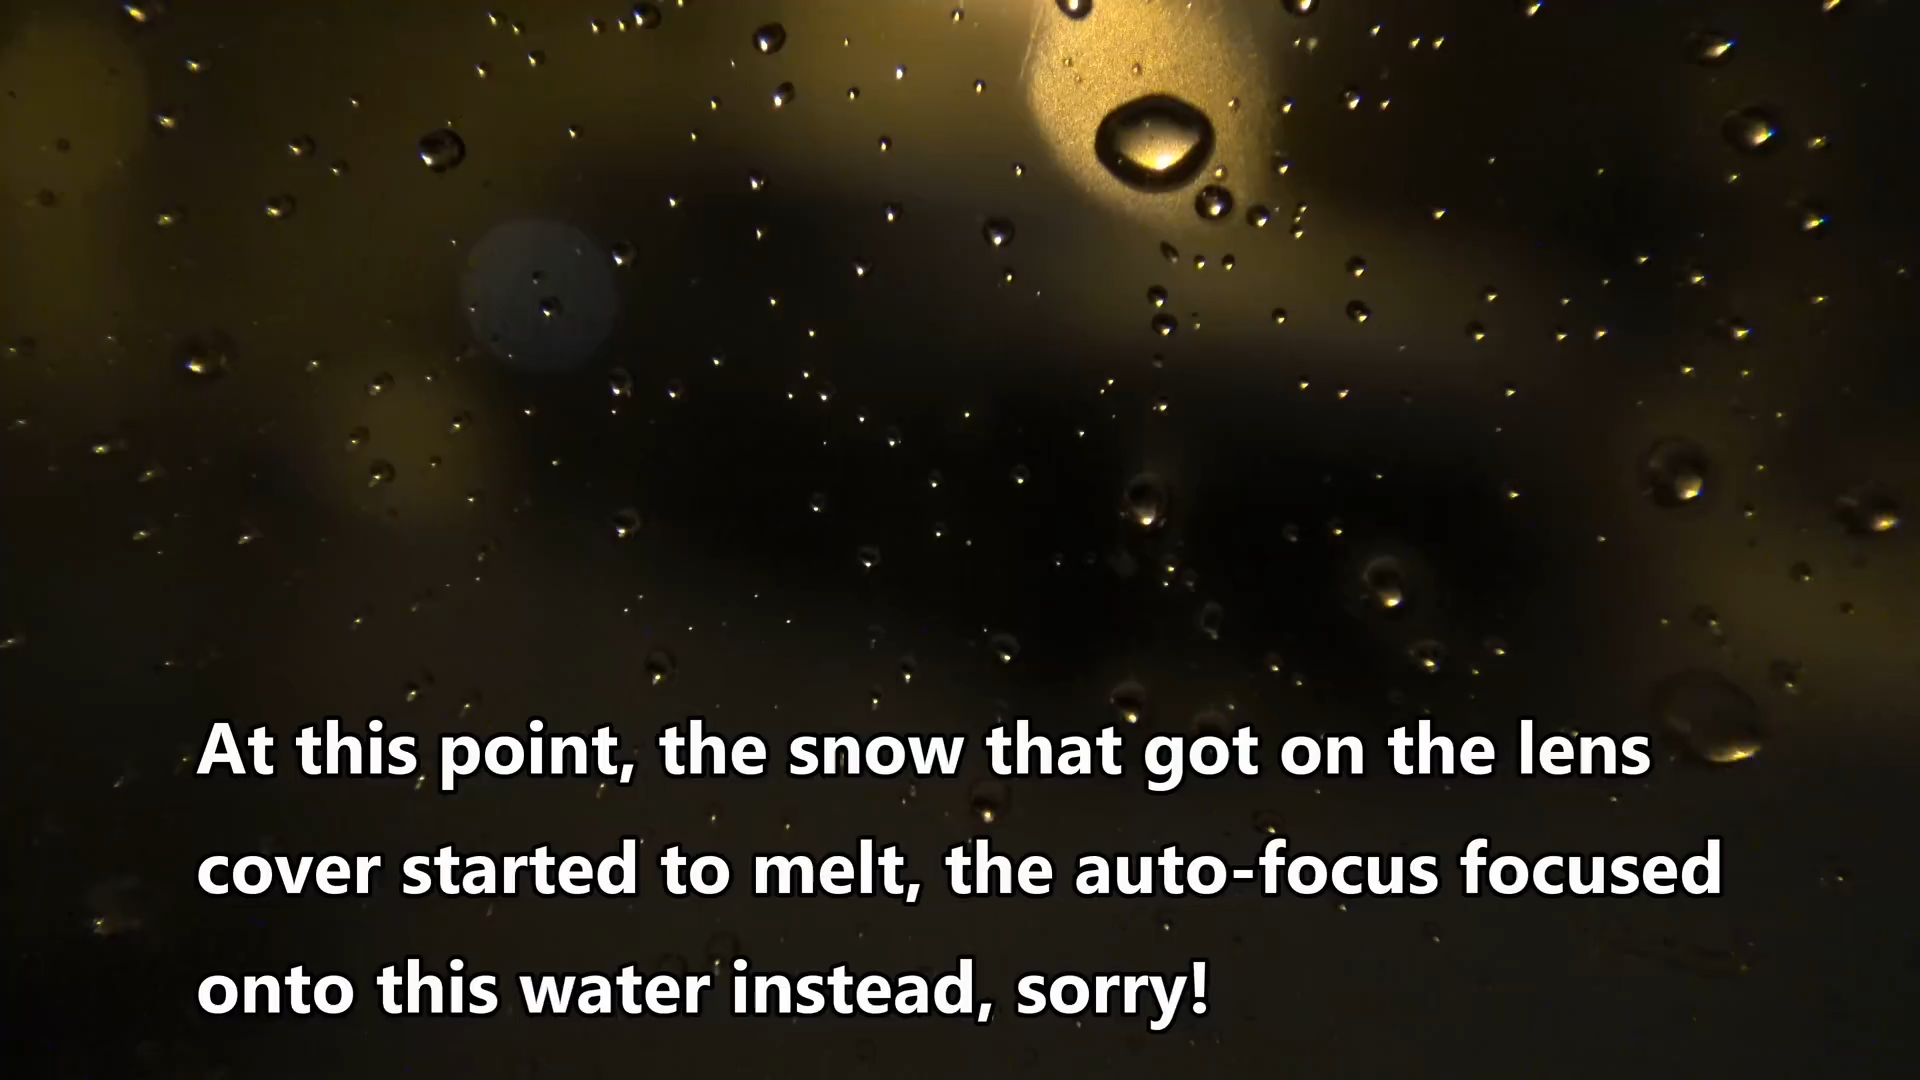 At this point, the snow that got on the lens
cover started to melt, the auto-focus focused
onto this water instead, sorry!